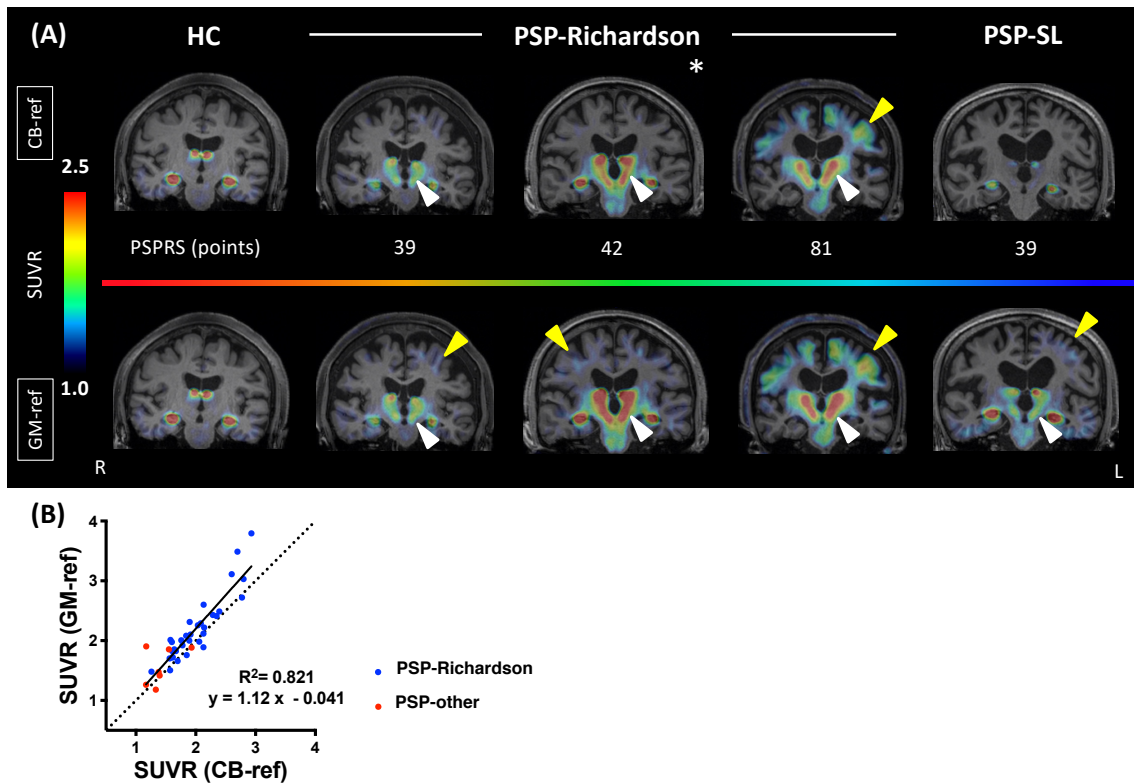 (A)
HC
PSP-Richardson
PSP-SL
*
CB-ref
2.5
SUVR
1.0
PSPRS (points) 39 42 81 39
GM-ref
R
L
(B)
SUVR (GM-ref)
4
3
2
1
R²= 0.821
y = 1.12 x - 0.041
1 2 3 4
SUVR (CB-ref)
PSP-Richardson
PSP-other